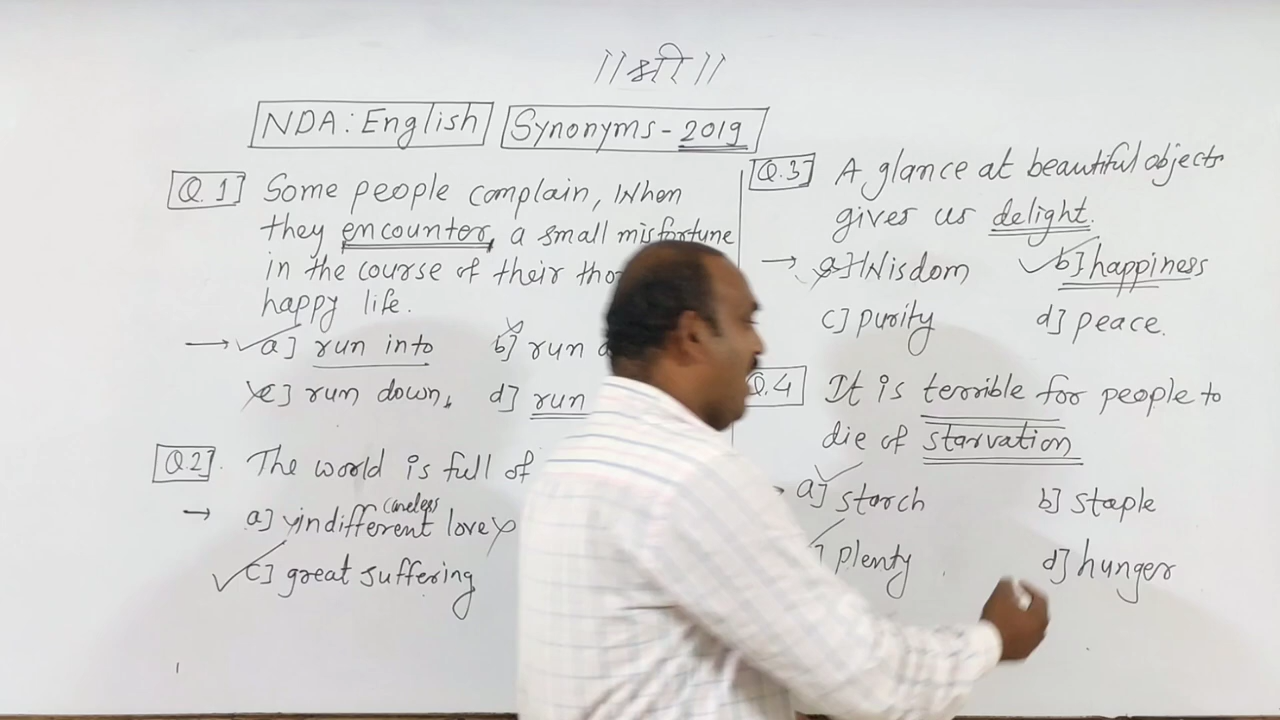 ||श्री||
NDA: English
Synonyms - 2019
Q.1] Some people complain, when
they encounter, a small misfortune
in the course of their tho
happy life.
a] run into b] run
c] run down, d] run
Q2]. The world is full of
careless
a] indifferent love
c] great suffering
Q.3] A glance at beautiful objects
gives us delight.
a] Wisdom b] happiness
c] purity d] peace.
Q.4 It is terrible for people to
die of starvation
a] starch b] staple
] plenty d] hunger